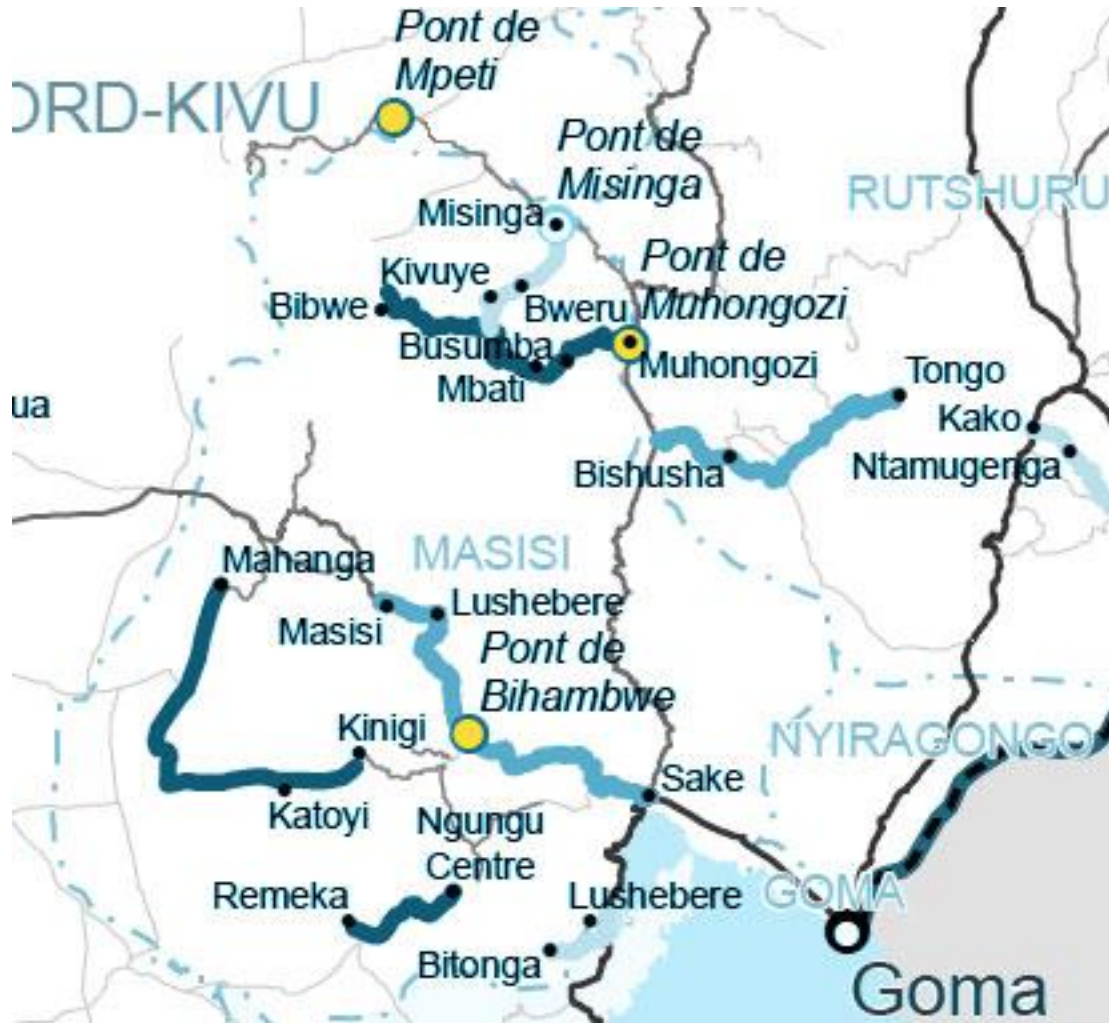 Pont de
Mpeti
ORD-KIVU
Pont de
Misinga
Misinga
RUTSHURU
Kivuye
Pont de
Muhongozi
Bibwe
Bweru
Busumba
Mbati
Muhongozi
Tongo
Kako
ua
Bishusha
Ntamugenga
Mahanga
MASISI
Lushebere
Masisi
Pont de
Bihambwe
Kinigi
NYIRAGONGO
Sake
Katoyi
Ngungu
Centre
Remeka
Lushebere
GOMA
Bitonga
Goma